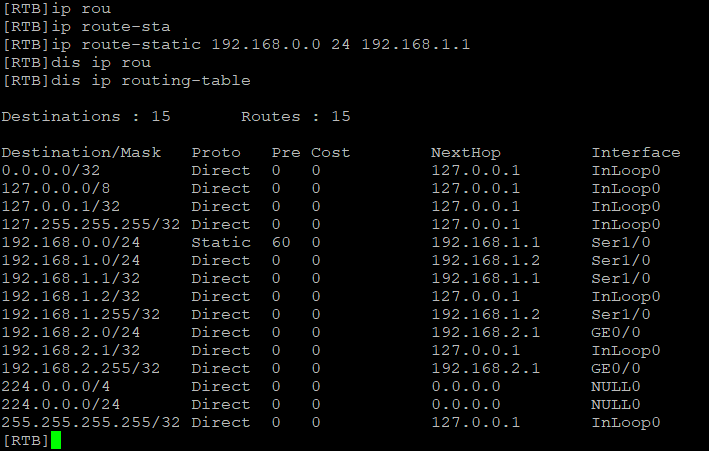 [RTB]ip rou
[RTB]ip route-sta
[RTB]ip route-static 192.168.0.0 24 192.168.1.1
[RTB]dis ip rou
[RTB]dis ip routing-table

Destinations : 15       Routes : 15

Destination/Mask   Proto   Pre Cost        NextHop         Interface
0.0.0.0/32         Direct  0   0           127.0.0.1       InLoop0
127.0.0.0/8        Direct  0   0           127.0.0.1       InLoop0
127.0.0.1/32       Direct  0   0           127.0.0.1       InLoop0
127.255.255.255/32 Direct  0   0           127.0.0.1       InLoop0
192.168.0.0/24     Static  60  0           192.168.1.1     Ser1/0
192.168.1.0/24     Direct  0   0           192.168.1.2     Ser1/0
192.168.1.1/32     Direct  0   0           192.168.1.1     Ser1/0
192.168.1.2/32     Direct  0   0           127.0.0.1       InLoop0
192.168.1.255/32   Direct  0   0           192.168.1.2     Ser1/0
192.168.2.0/24     Direct  0   0           192.168.2.1     GE0/0
192.168.2.1/32     Direct  0   0           127.0.0.1       InLoop0
192.168.2.255/32   Direct  0   0           192.168.2.1     GE0/0
224.0.0.0/4        Direct  0   0           0.0.0.0         NULL0
224.0.0.0/24       Direct  0   0           0.0.0.0         NULL0
255.255.255.255/32 Direct  0   0           127.0.0.1       InLoop0
[RTB]